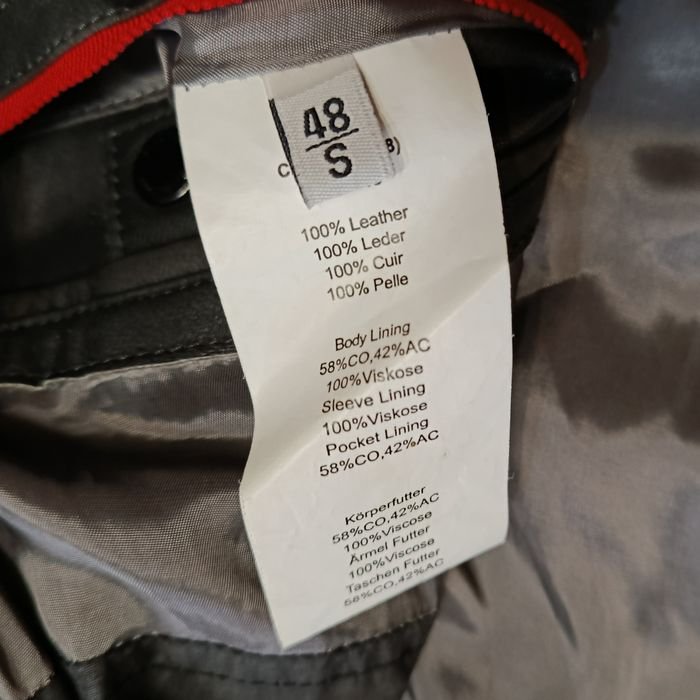 48
S
100% Leather
100% Leder
100% Cuir
100% Pelle
Body Lining
58%CO,42%AC
100%Viskose
Sleeve Lining
100%Viskose
Pocket Lining
58%CO,42%AC
Körperfutter
58%CO,42%AC
100%Viscose
Ärmel Futter
100%Viscose
Taschen Futter
58%CO,42%AC